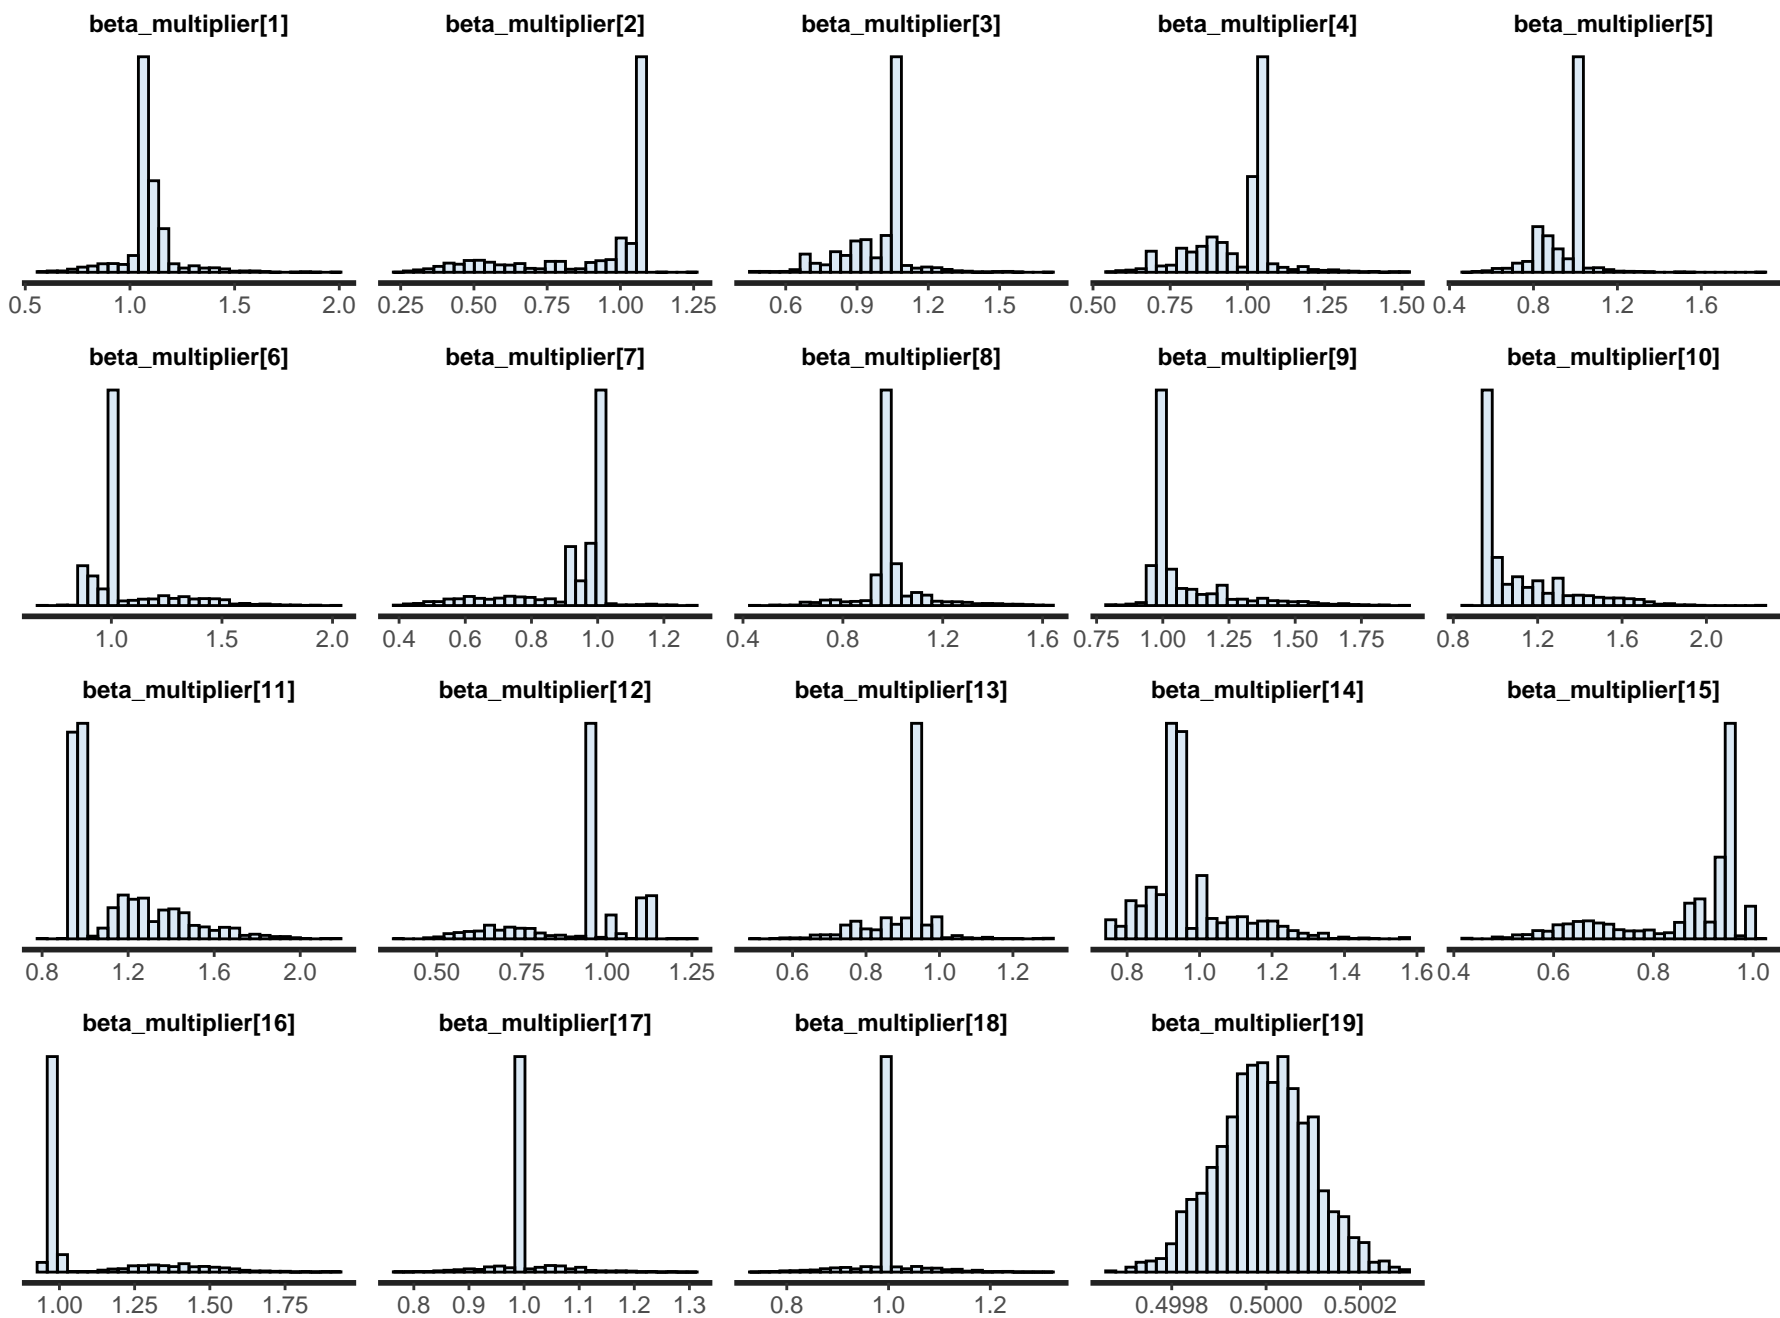 beta_multiplier[1] beta_multiplier[2] beta_multiplier[3] beta_multiplier[4] beta_multiplier[5]
0.5 1.0 1.5 2.0 0.25 0.50 0.75 1.00 1.25 0.6 0.9 1.2 1.5 0.50 0.75 1.00 1.25 1.50 0.4 0.8 1.2 1.6
beta_multiplier[6] beta_multiplier[7] beta_multiplier[8] beta_multiplier[9] beta_multiplier[10]
1.0 1.5 2.0 0.4 0.6 0.8 1.0 1.2 0.4 0.8 1.2 1.6 0.75 1.00 1.25 1.50 1.75 0.8 1.2 1.6 2.0
beta_multiplier[11] beta_multiplier[12] beta_multiplier[13] beta_multiplier[14] beta_multiplier[15]
0.8 1.2 1.6 2.0 0.50 0.75 1.00 1.25 0.6 0.8 1.0 1.2 0.8 1.0 1.2 1.4 1.6 0.4 0.6 0.8 1.0
beta_multiplier[16] beta_multiplier[17] beta_multiplier[18] beta_multiplier[19]
1.00 1.25 1.50 1.75 0.8 0.9 1.0 1.1 1.2 1.3 0.8 1.0 1.2 0.4998 0.5000 0.5002